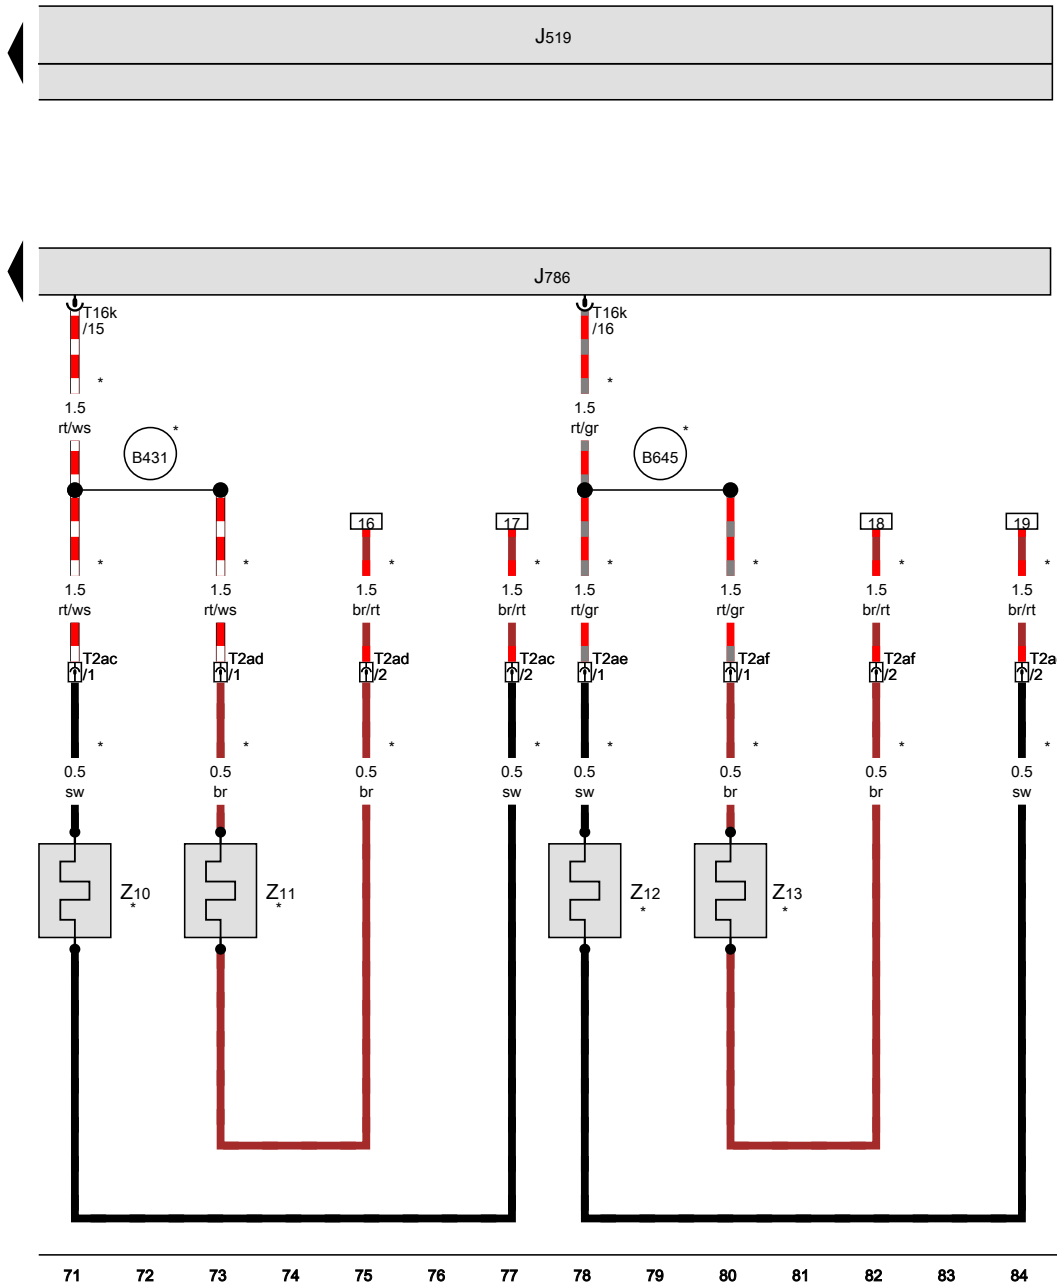 J519
J786
T16k
/15
T16k
/16
*
*
1.5
rt/ws
1.5
rt/gr
*
B431
*
B645
16
17
18
19
* * * * * * * *
1.5 1.5 1.5 1.5 1.5 1.5 1.5 1.5
rt/ws rt/ws br/rt br/rt rt/gr rt/gr br/rt br/rt
T2ac T2ad T2ad T2ac T2ae T2af T2af T2a
/1 /1 /2 /2 /1 /1 /2 /2
* * * * * * * *
0.5 0.5 0.5 0.5 0.5 0.5 0.5 0.5
sw br br sw sw br br sw
Z10 Z11 Z12 Z13
* * * *
71 72 73 74 75 76 77 78 79 80 81 82 83 84